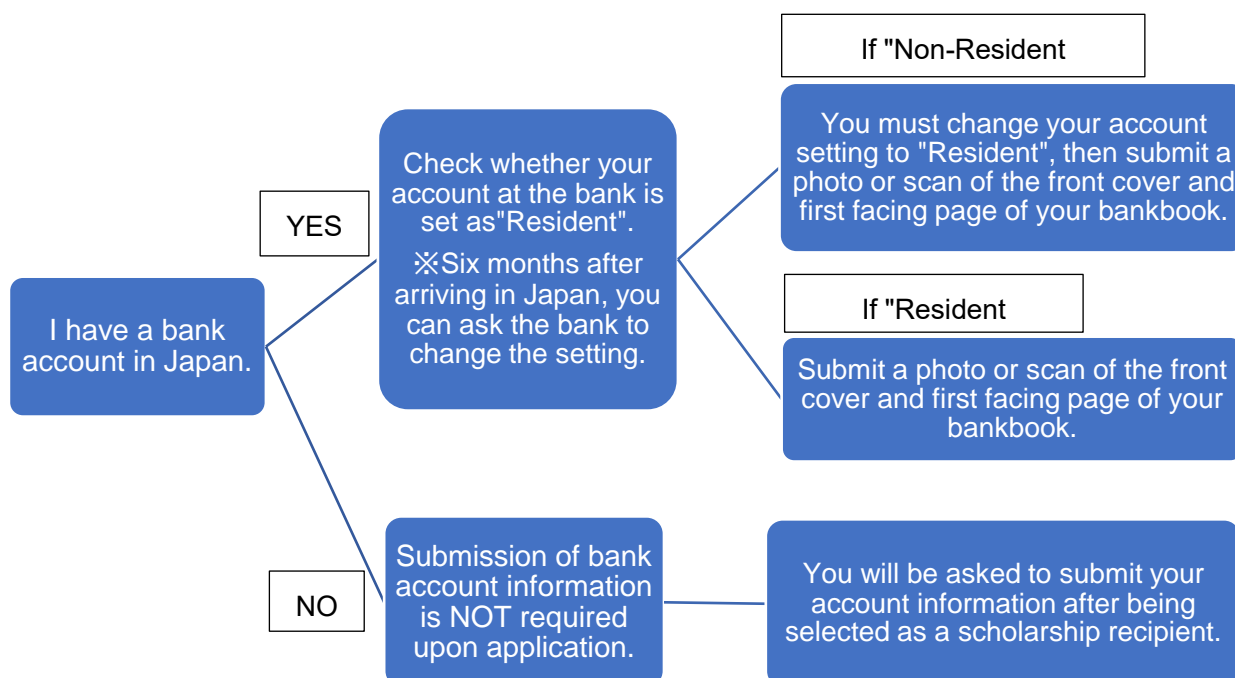 I have a bank
account in Japan.
YES
Check whether your
account at the bank is
set as"Resident".
※Six months after
arriving in Japan, you
can ask the bank to
change the setting.
If "Non-Resident
You must change your account
setting to "Resident", then submit a
photo or scan of the front cover and
first facing page of your bankbook.
If "Resident
Submit a photo or scan of the front
cover and first facing page of your
bankbook.
NO
Submission of bank
account information
is NOT required
upon application.
You will be asked to submit your
account information after being
selected as a scholarship recipient.